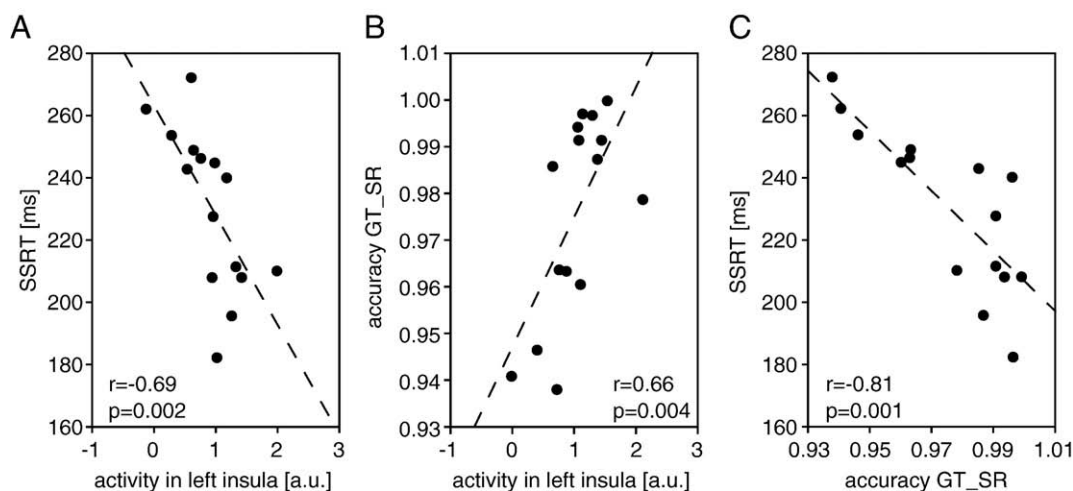 A
SSRT [ms]
280
260
240
220
200
180
160
r=-0.69
p=0.002
-1 0 1 2 3
activity in left insula [a.u.]
B
accuracy GT_SR
1.01
1.00
0.99
0.98
0.97
0.96
0.95
0.94
0.93
r=0.66
p=0.004
-1 0 1 2 3
activity in left insula [a.u.]
C
SSRT [ms]
280
260
240
220
200
180
160
r=-0.81
p=0.001
0.93 0.95 0.97 0.99 1.01
accuracy GT_SR